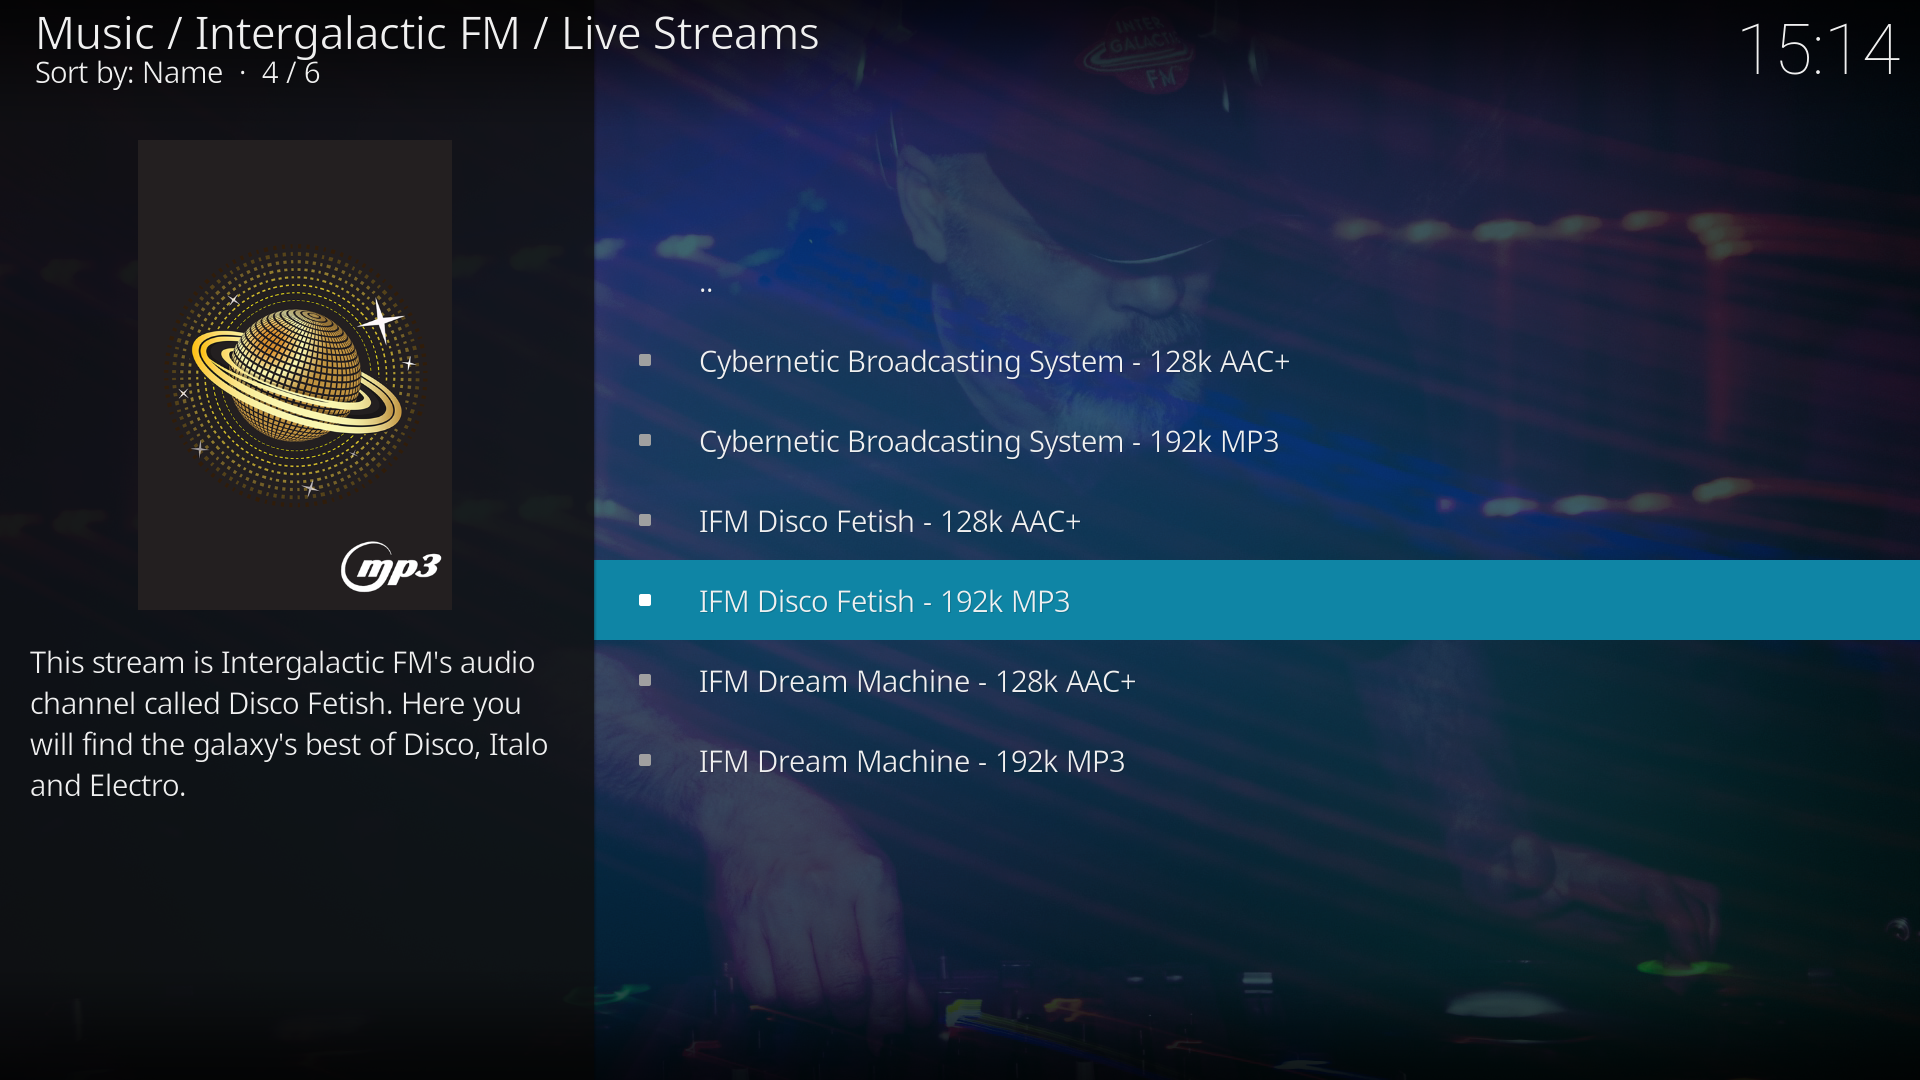 Music / Intergalactic FM / Live Streams
Sort by: Name · 4 / 6
15:14
INTER
GALACTIC
FM
mp3
This stream is Intergalactic FM's audio
channel called Disco Fetish. Here you
will find the galaxy's best of Disco, Italo
and Electro.
..
Cybernetic Broadcasting System - 128k AAC+
Cybernetic Broadcasting System - 192k MP3
IFM Disco Fetish - 128k AAC+
IFM Disco Fetish - 192k MP3
IFM Dream Machine - 128k AAC+
IFM Dream Machine - 192k MP3